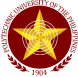 POLYTECHNIC UNIVERSITY OF THE PHILIPPINES
1904